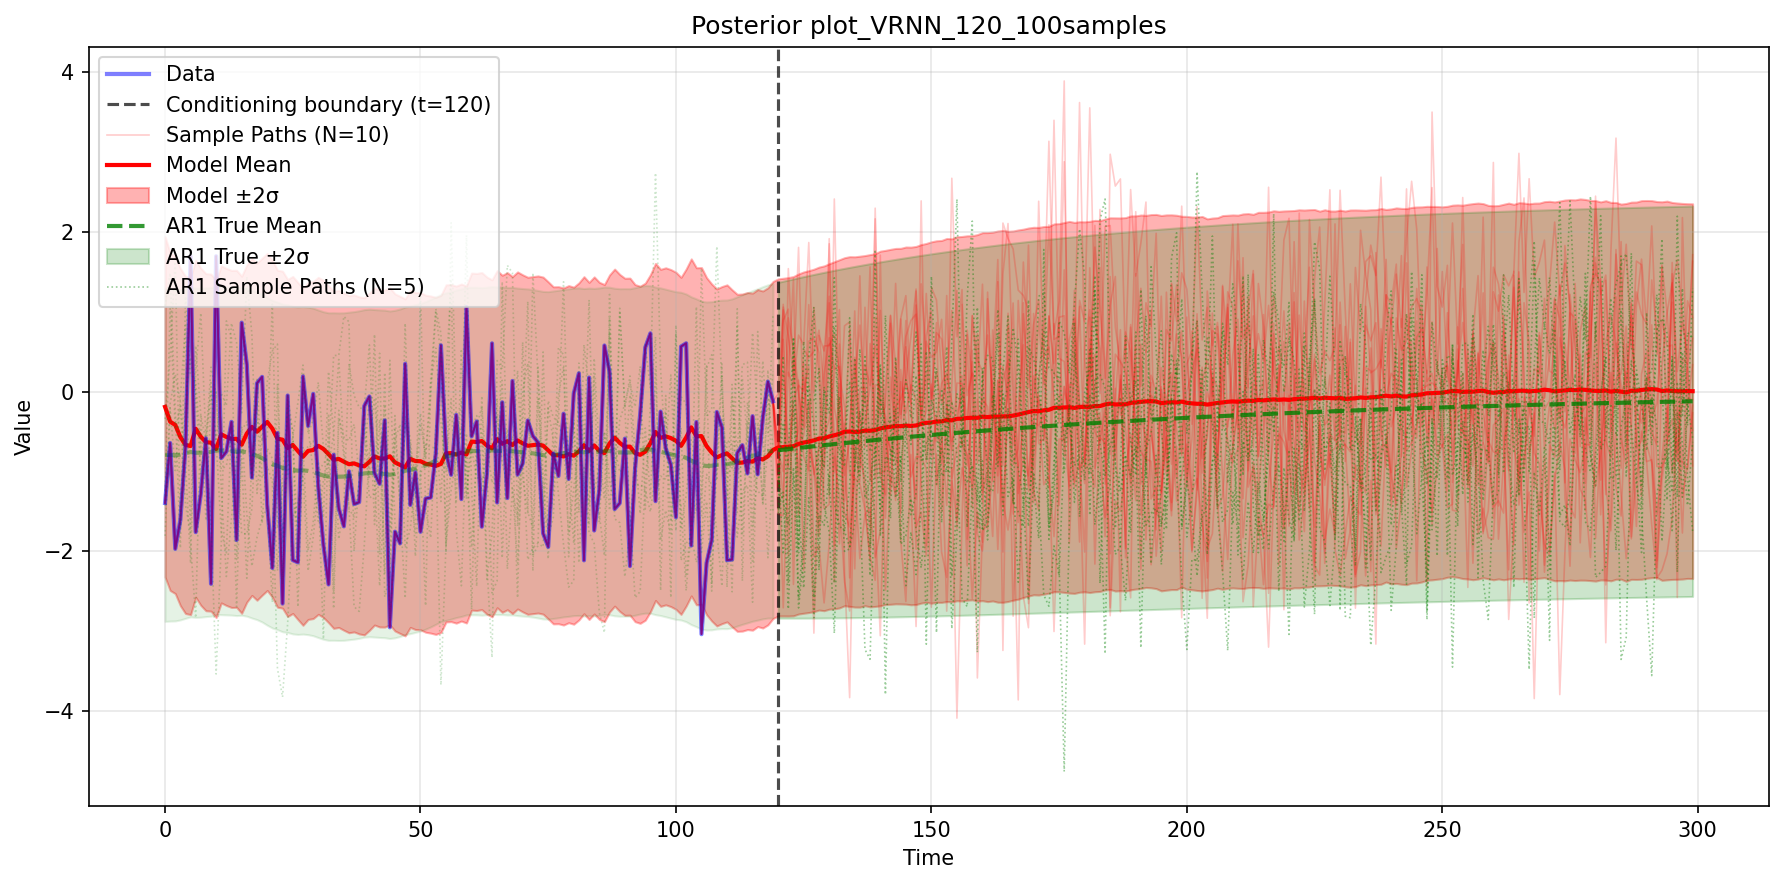 Posterior plot_VRNN_120_100samples
Data
Conditioning boundary (t=120)
Sample Paths (N=10)
Model Mean
Model ±2σ
AR1 True Mean
AR1 True ±2σ
AR1 Sample Paths (N=5)
4
2
0
−2
−4
Value
0
50
100
150
200
250
300
Time